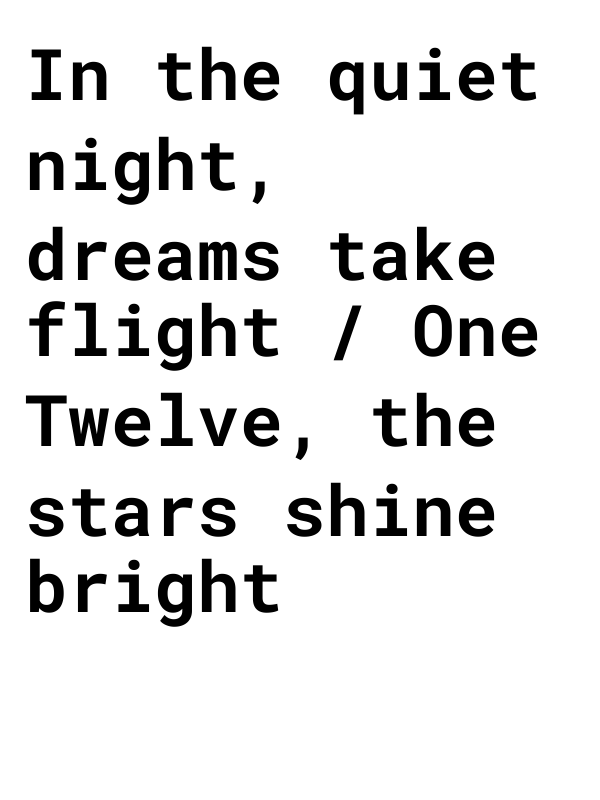 In the quiet
night,
dreams take
flight / One
Twelve, the
stars shine
bright